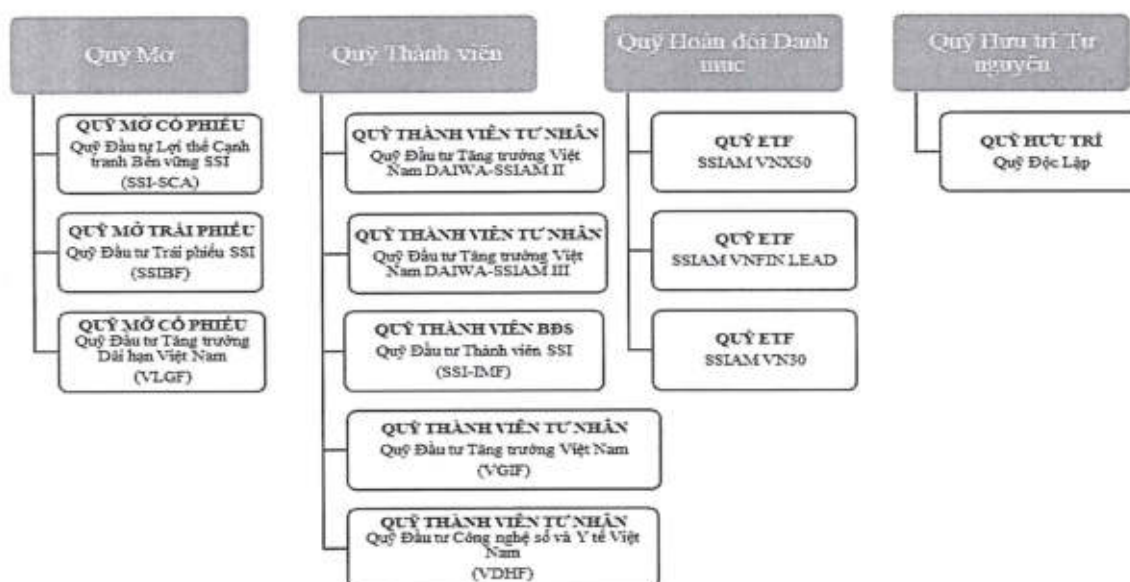 Quỹ Mở
QUỸ MỞ CỔ PHIẾU
Quỹ Đầu tư Lợi thế Cạnh
tranh Bền vững SSI
(SSI-SCA)
QUỸ MỞ TRÁI PHIẾU
Quỹ Đầu tư Trái phiếu SSI
(SSIBF)
QUỸ MỞ CỔ PHIẾU
Quỹ Đầu tư Tăng trưởng
Dài hạn Việt Nam
(VLGF)
Quỹ Thành viên
QUỸ THÀNH VIÊN TƯ NHÂN
Quỹ Đầu tư Tăng trưởng Việt
Nam DAIWA-SSIAM II
QUỸ THÀNH VIÊN TƯ NHÂN
Quỹ Đầu tư Tăng trưởng Việt
Nam DAIWA-SSIAM III
QUỸ THÀNH VIÊN BĐS
Quỹ Đầu tư Thành viên SSI
(SSI-IMF)
QUỸ THÀNH VIÊN TƯ NHÂN
Quỹ Đầu tư Tăng trưởng Việt Nam
(VGIF)
QUỸ THÀNH VIÊN TƯ NHÂN
Quỹ Đầu tư Công nghệ số và Y tế Việt
Nam
(VDHF)
Quỹ Hoán đổi Danh
mục
QUỸ ETF
SSIAM VNX50
QUỸ ETF
SSIAM VNFIN LEAD
QUỸ ETF
SSIAM VN30
Quỹ Hưu trí Tự
nguyện
QUỸ HƯU TRÍ
Quỹ Độc Lập